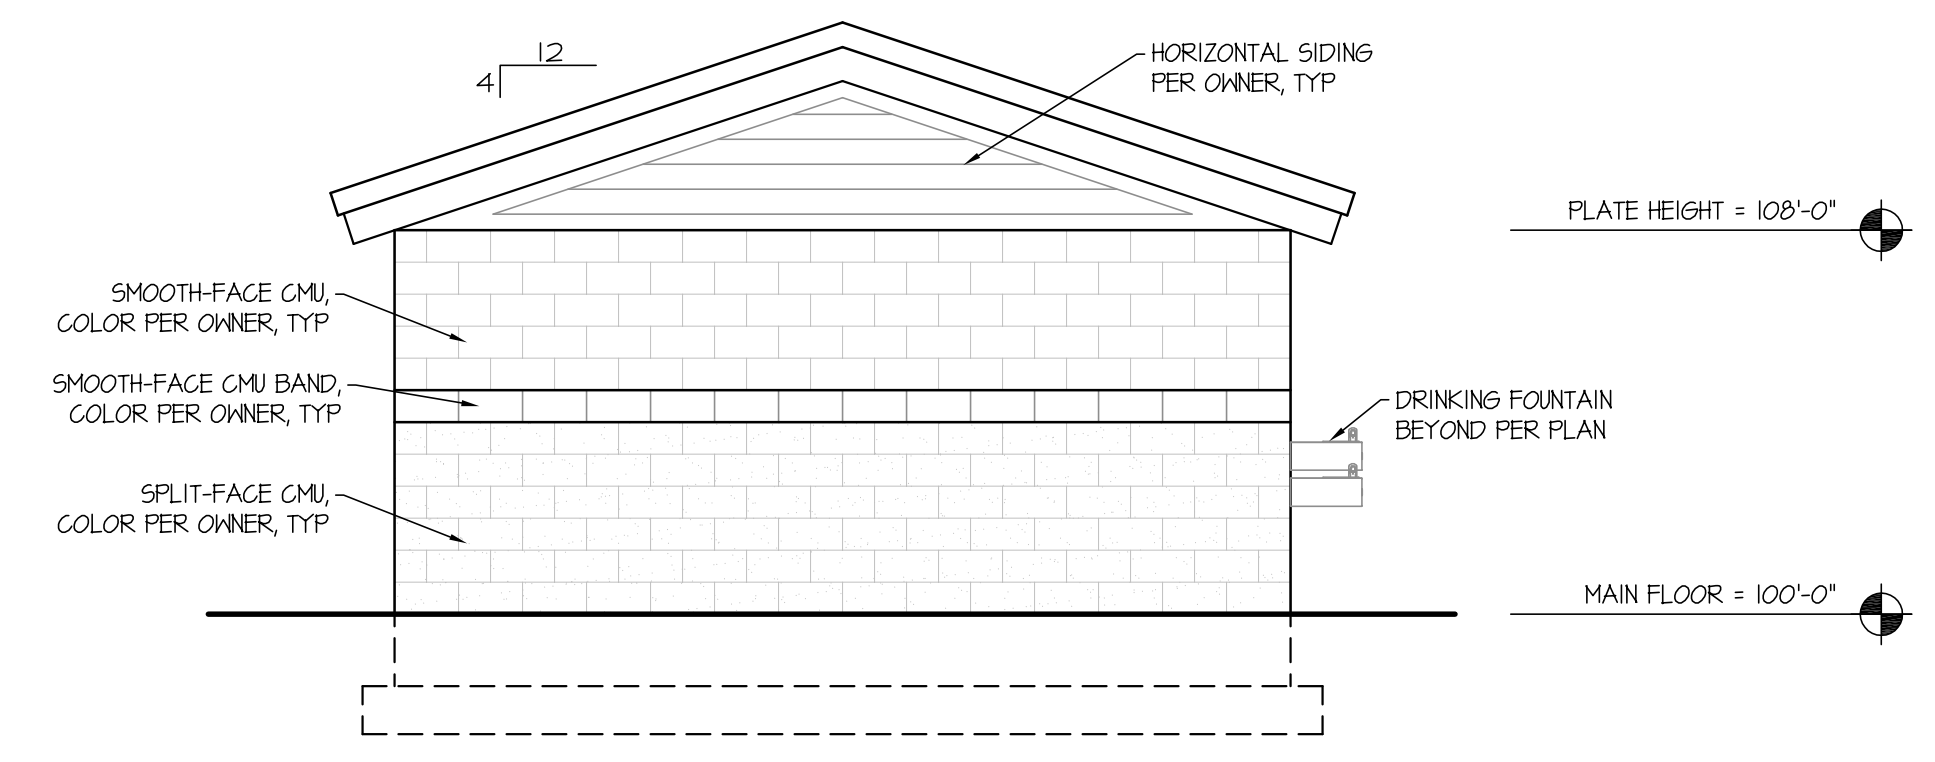 12
4
HORIZONTAL SIDING
PER OWNER, TYP
PLATE HEIGHT = 108'-0"
SMOOTH-FACE CMU,
COLOR PER OWNER, TYP
SMOOTH-FACE CMU BAND,
COLOR PER OWNER, TYP
DRINKING FOUNTAIN
BEYOND PER PLAN
SPLIT-FACE CMU,
COLOR PER OWNER, TYP
MAIN FLOOR = 100'-0"